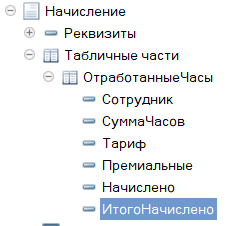 Начисление
Реквизиты
Табличные части
ОтработанныеЧасы
Сотрудник
СуммаЧасов
Тариф
Премиальные
Начислено
ИтогоНачислено